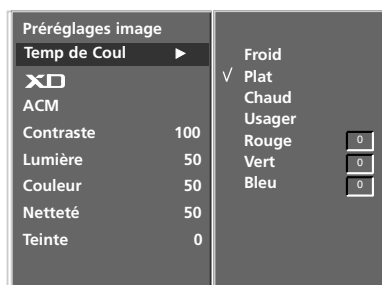 Préréglages image
Temp de Coul ►
XD
ACM
Contraste 100
Lumière 50
Couleur 50
Netteté 50
Teinte 0
Froid
√ Plat
Chaud
Usager
Rouge 0
Vert 0
Bleu 0